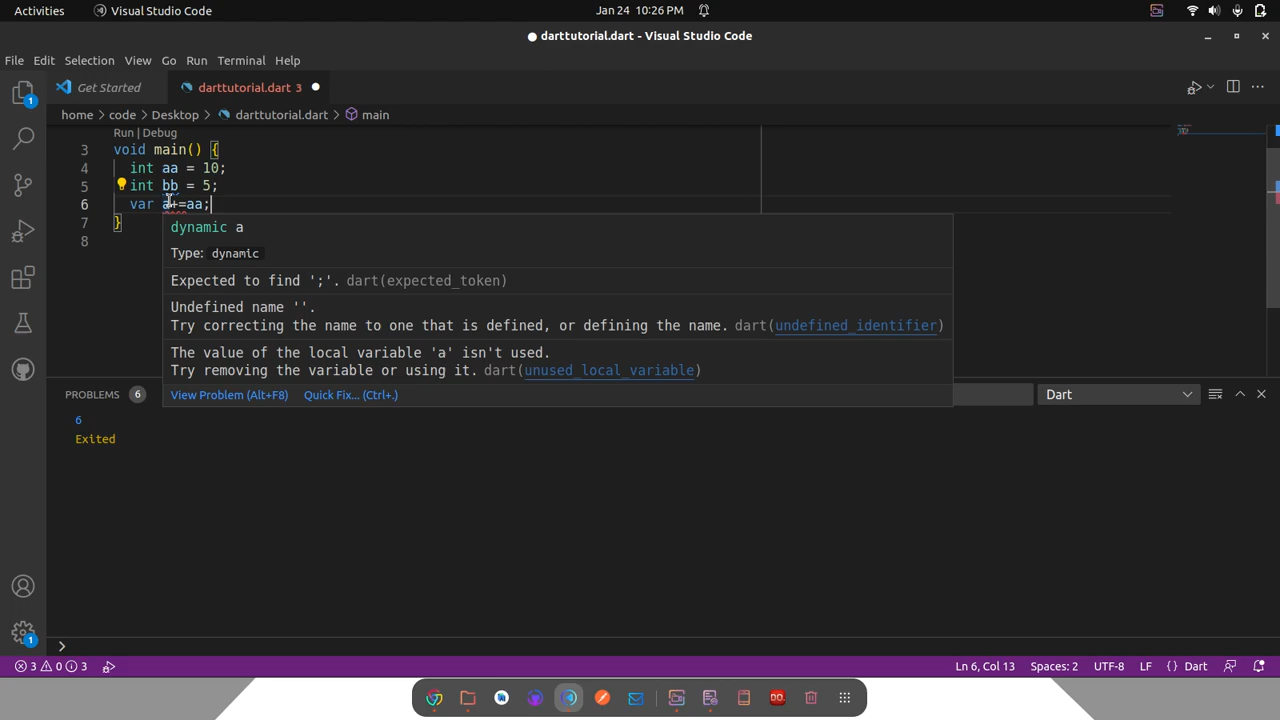 Activities Visual Studio Code Jan 24 10:26 PM
darttutorial.dart - Visual Studio Code
File Edit Selection View Go Run Terminal Help
1 Get Started darttutorial.dart 3
home > code > Desktop > darttutorial.dart > main
Run | Debug
3 void main() {
4 int aa = 10;
5 int bb = 5;
6 var a+=aa;
7 }
8
dynamic a
Type: dynamic
Expected to find ';'. dart(expected_token)
Undefined name ''.
Try correcting the name to one that is defined, or defining the name. dart(undefined_identifier)
The value of the local variable 'a' isn't used.
Try removing the variable or using it. dart(unused_local_variable)
View Problem (Alt+F8) Quick Fix... (Ctrl+.)
PROBLEMS 6 Dart
6
Exited
1
3 0 3 Ln 6, Col 13 Spaces: 2 UTF-8 LF {} Dart